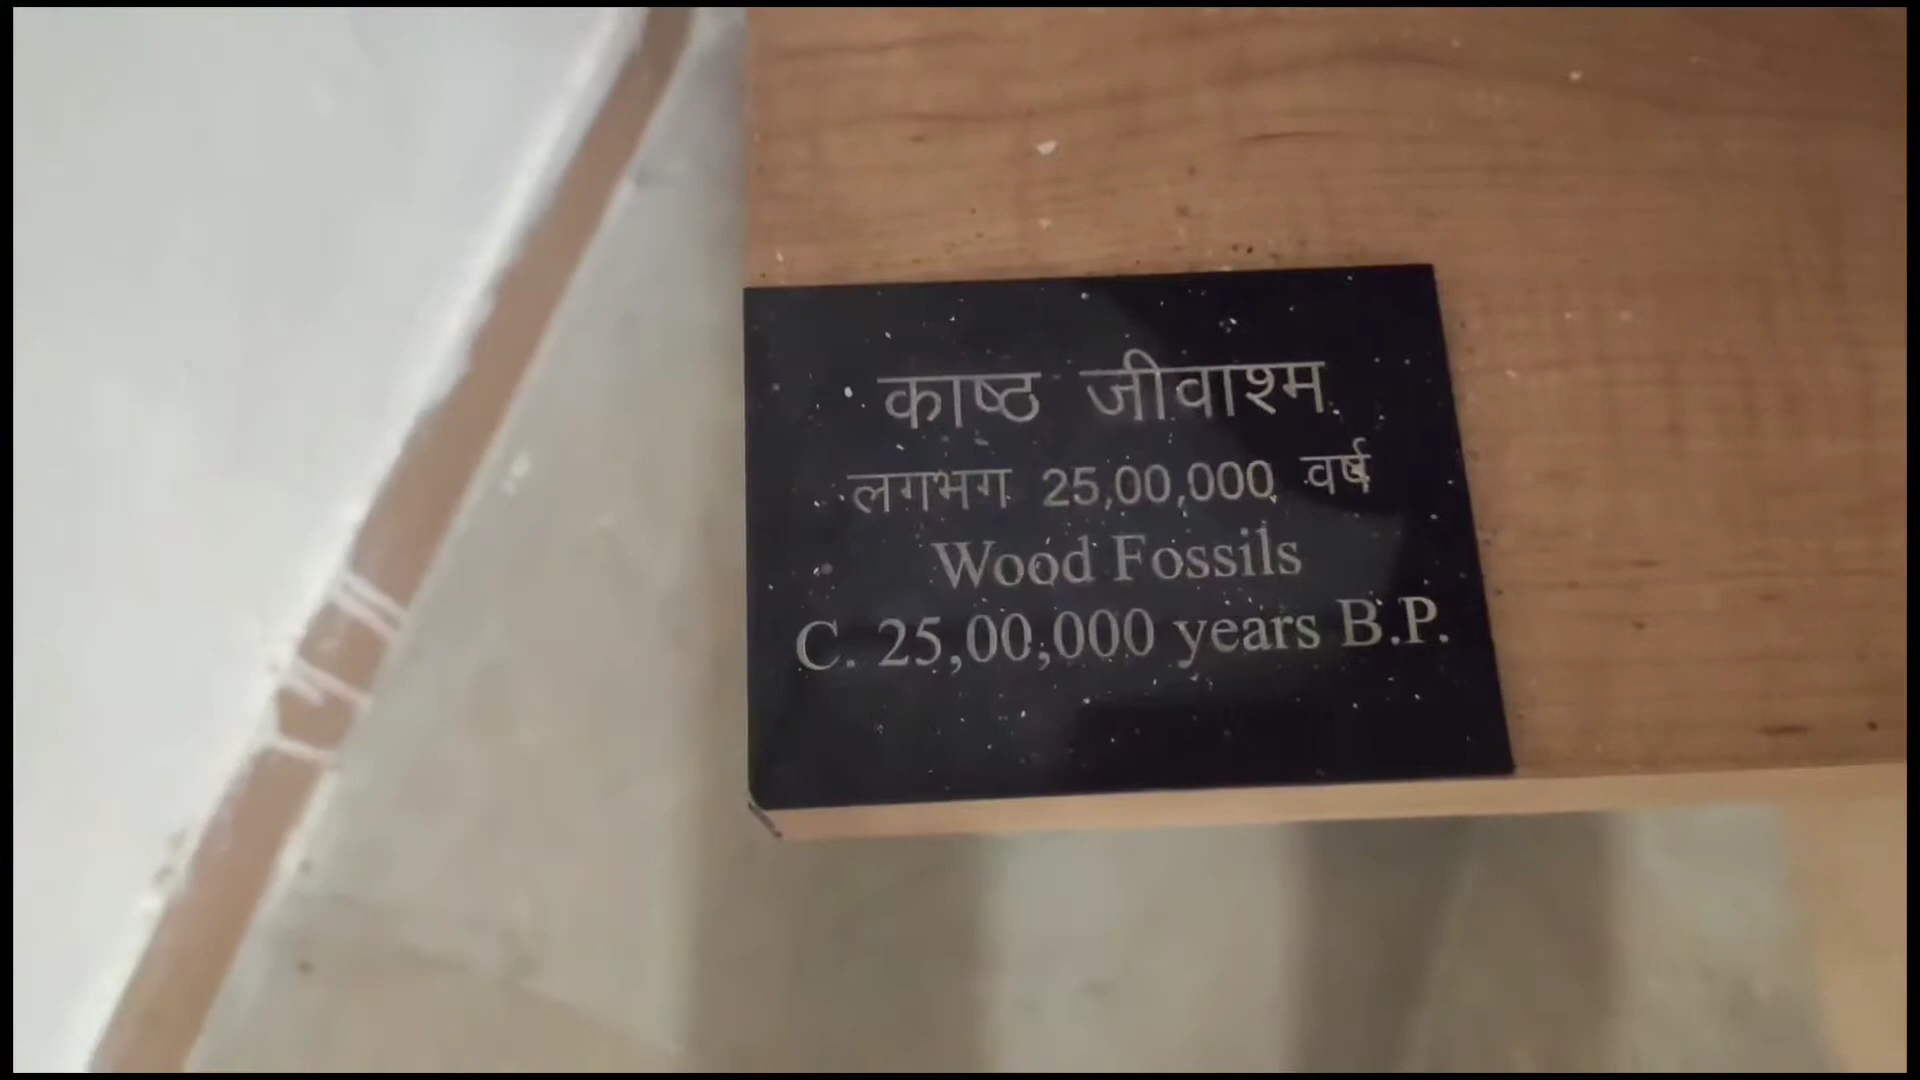 काष्ठ जीवाश्म
लगभग 25,00,000 वर्ष
Wood Fossils
C. 25,00,000 years B.P.